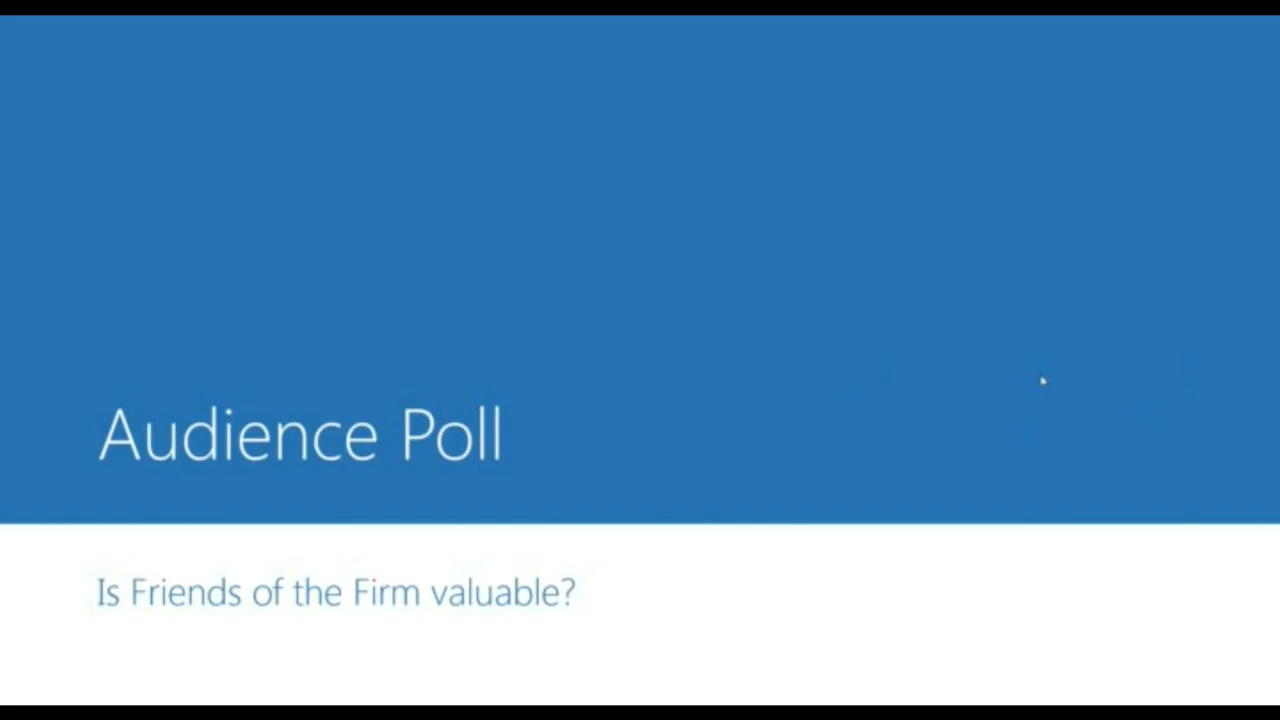 Audience Poll
Is Friends of the Firm valuable?